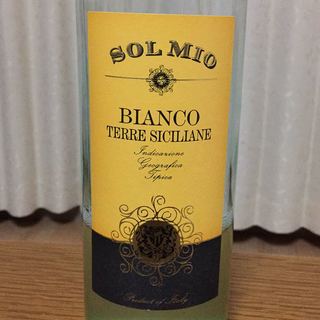 SOL MIO
BIANCO
TERRE SICILIANE
Indicazione
Geografica
Tipica
Product of Italy